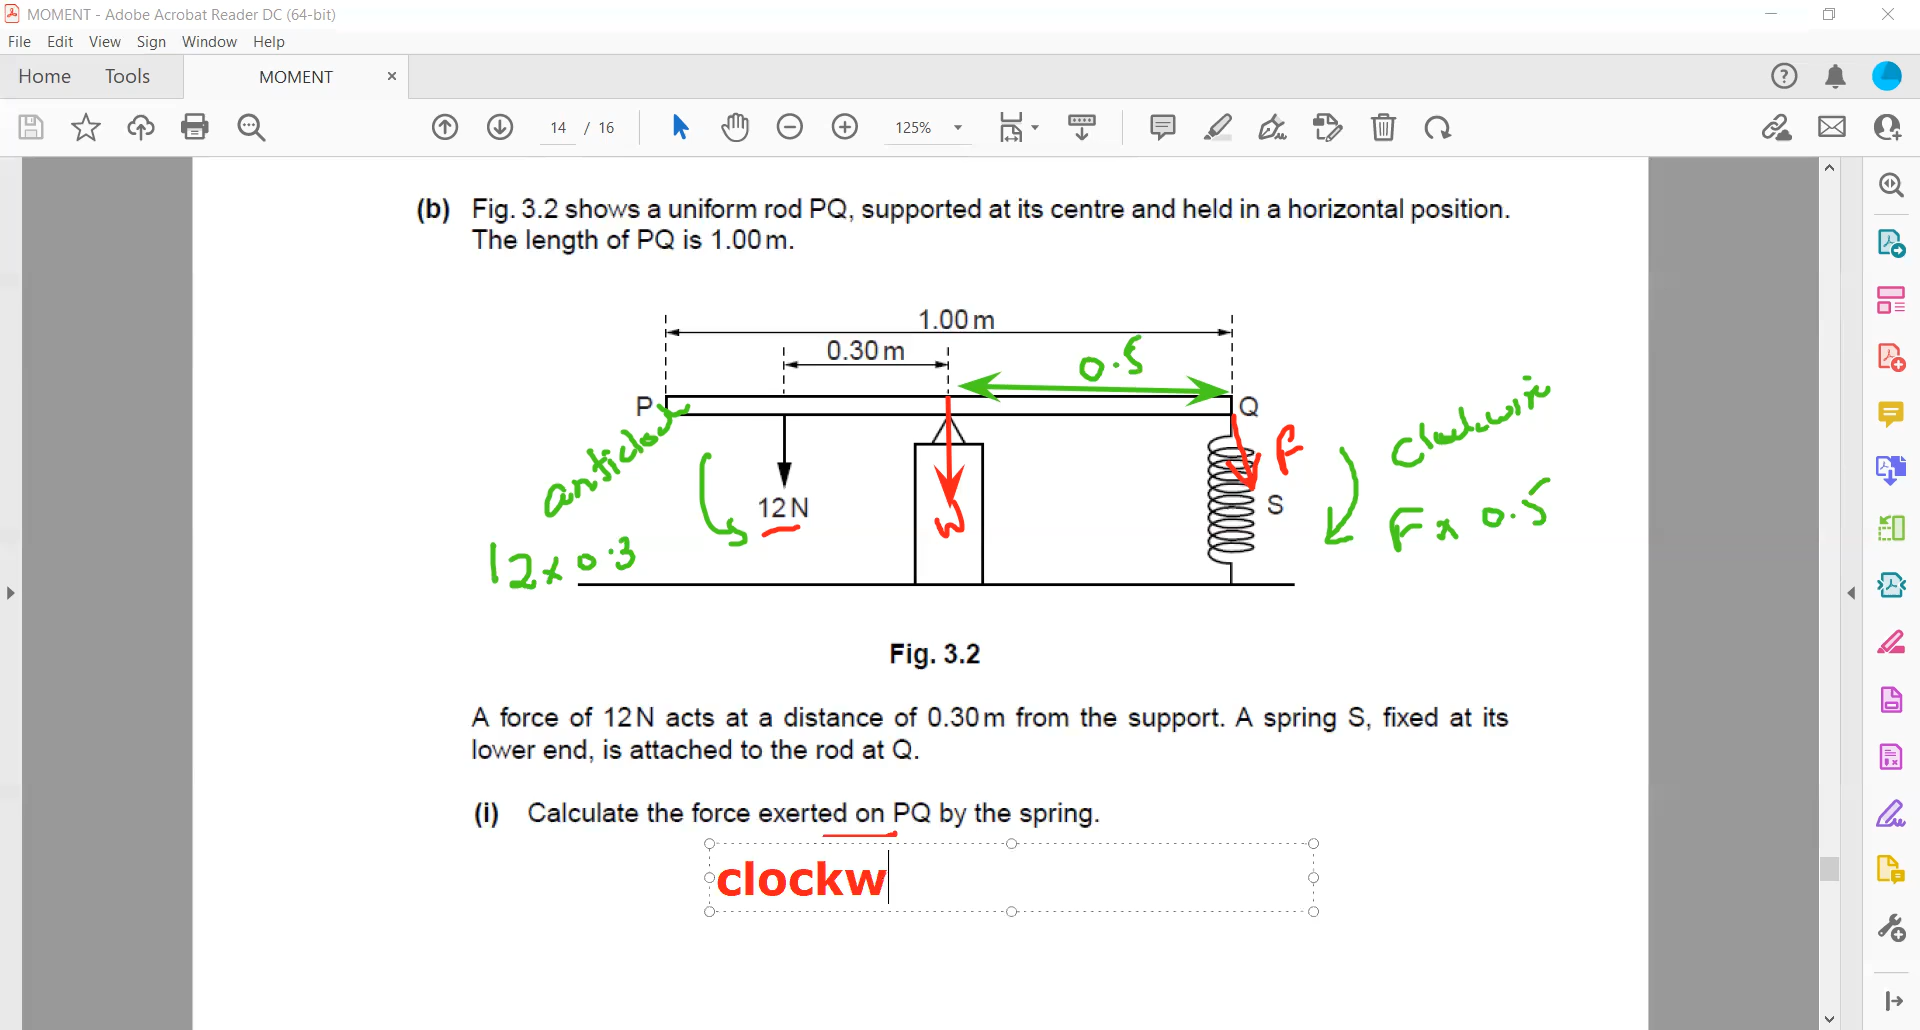 MOMENT - Adobe Acrobat Reader DC (64-bit)
File Edit View Sign Window Help
Home Tools MOMENT ×
14 / 16 125%
(b) Fig. 3.2 shows a uniform rod PQ, supported at its centre and held in a horizontal position.
The length of PQ is 1.00 m.
1.00 m
0.30 m
0.5
P
Q
anticlow
F
clockwise
12 N
W
S
F x 0.5
12 x 0.3
Fig. 3.2
A force of 12 N acts at a distance of 0.30 m from the support. A spring S, fixed at its
lower end, is attached to the rod at Q.
(i) Calculate the force exerted on PQ by the spring.
clockw